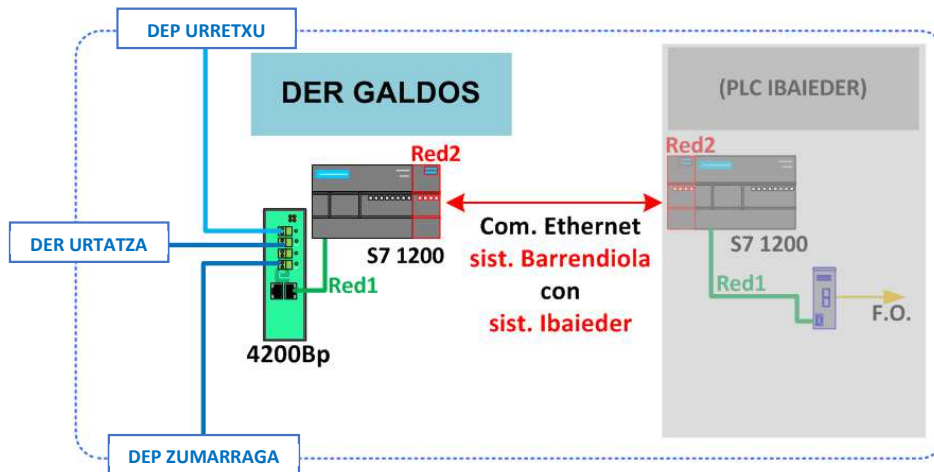 DEP URRETXU
DER GALDOS
(PLC IBAIEDER)
Red2
Red2
DER URTATZA
Com. Ethernet
sist. Barrendiola
con
sist. Ibaieder
S7 1200
S7 1200
Red1
Red1
F.O.
4200Bp
DEP ZUMARRAGA